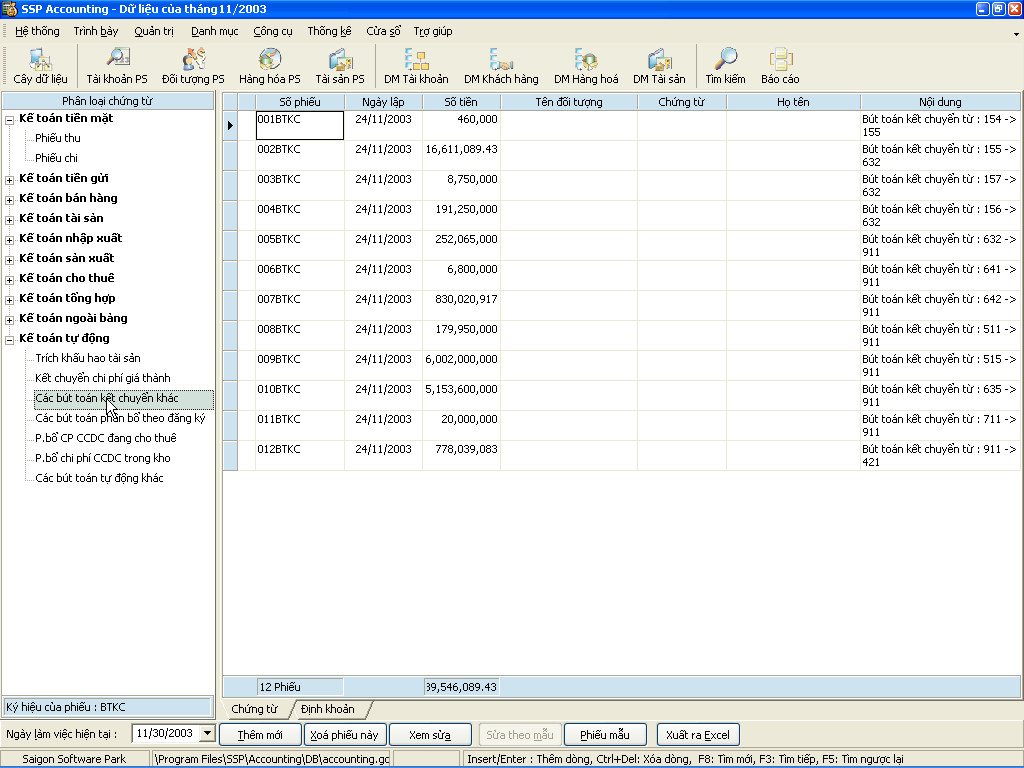 SSP Accounting - Dữ liệu của tháng11/2003
Hệ thống Trình bày Quản trị Danh mục Công cụ Thống kê Cửa sổ Trợ giúp
Cây dữ liệu Tài khoản PS Đối tượng PS Hàng hóa PS Tài sản PS DM Tài khoản DM Khách hàng DM Hàng hoá DM Tài sản Tìm kiếm Báo cáo
Phân loại chứng từ
Kế toán tiền mặt
Phiếu thu
Phiếu chi
Kế toán tiền gửi
Kế toán bán hàng
Kế toán tài sản
Kế toán nhập xuất
Kế toán sản xuất
Kế toán cho thuê
Kế toán tổng hợp
Kế toán ngoài bảng
Kế toán tự động
Trích khấu hao tài sản
Kết chuyển chi phí giá thành
Các bút toán kết chuyển khác
Các bút toán phân bổ theo đăng ký
P.bổ CP CCDC đang cho thuê
P.bổ chi phí CCDC trong kho
Các bút toán tự động khác
Ký hiệu của phiếu : BTKC
Số phiếu Ngày lập Số tiền Tên đối tượng Chứng từ Họ tên Nội dung
001BTKC 24/11/2003 460,000 Bút toán kết chuyển từ : 154 ->
155
002BTKC 24/11/2003 16,611,089.43 Bút toán kết chuyển từ : 155 ->
632
003BTKC 24/11/2003 8,750,000 Bút toán kết chuyển từ : 157 ->
632
004BTKC 24/11/2003 191,250,000 Bút toán kết chuyển từ : 156 ->
632
005BTKC 24/11/2003 252,065,000 Bút toán kết chuyển từ : 632 ->
911
006BTKC 24/11/2003 6,800,000 Bút toán kết chuyển từ : 641 ->
911
007BTKC 24/11/2003 830,020,917 Bút toán kết chuyển từ : 642 ->
911
008BTKC 24/11/2003 179,950,000 Bút toán kết chuyển từ : 511 ->
911
009BTKC 24/11/2003 6,002,000,000 Bút toán kết chuyển từ : 515 ->
911
010BTKC 24/11/2003 5,153,600,000 Bút toán kết chuyển từ : 635 ->
911
011BTKC 24/11/2003 20,000,000 Bút toán kết chuyển từ : 711 ->
911
012BTKC 24/11/2003 778,039,083 Bút toán kết chuyển từ : 911 ->
421
12 Phiếu 39,546,089.43
Chứng từ Định khoản
Ngày làm việc hiện tại : 11/30/2003 Thêm mới Xoá phiếu này Xem sửa Sửa theo mẫu Phiếu mẫu Xuất ra Excel
Saigon Software Park \Program Files\SSP\Accounting\DB\accounting.gd Insert/Enter : Thêm dòng, Ctrl+Del: Xóa dòng, F8: Tìm mới, F3: Tìm tiếp, F5: Tìm ngược lại